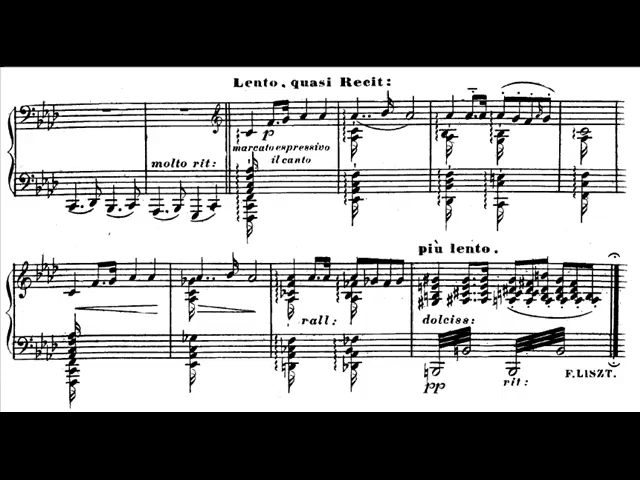 Lento, quasi Recit:
p
marcato espressivo
molto rit:
il canto
più lento.
rall:
dolciss:
pp
rit:
F. LISZT.